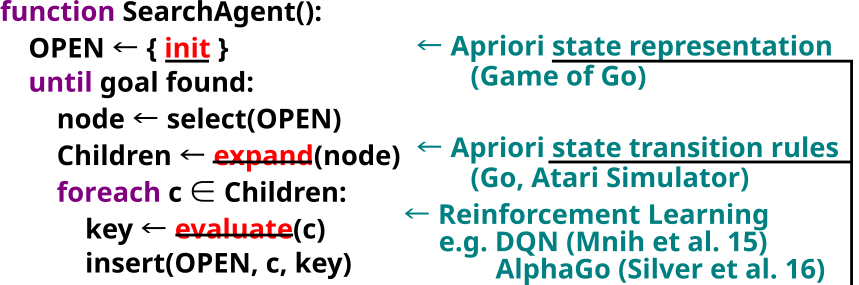 function SearchAgent():
OPEN ← { init }
← Apriori state representation
(Game of Go)
until goal found:
node ← select(OPEN)
Children ← expand(node)
← Apriori state transition rules
(Go, Atari Simulator)
foreach c ∈ Children:
key ← evaluate(c)
← Reinforcement Learning
e.g. DQN (Mnih et al. 15)
AlphaGo (Silver et al. 16)
insert(OPEN, c, key)